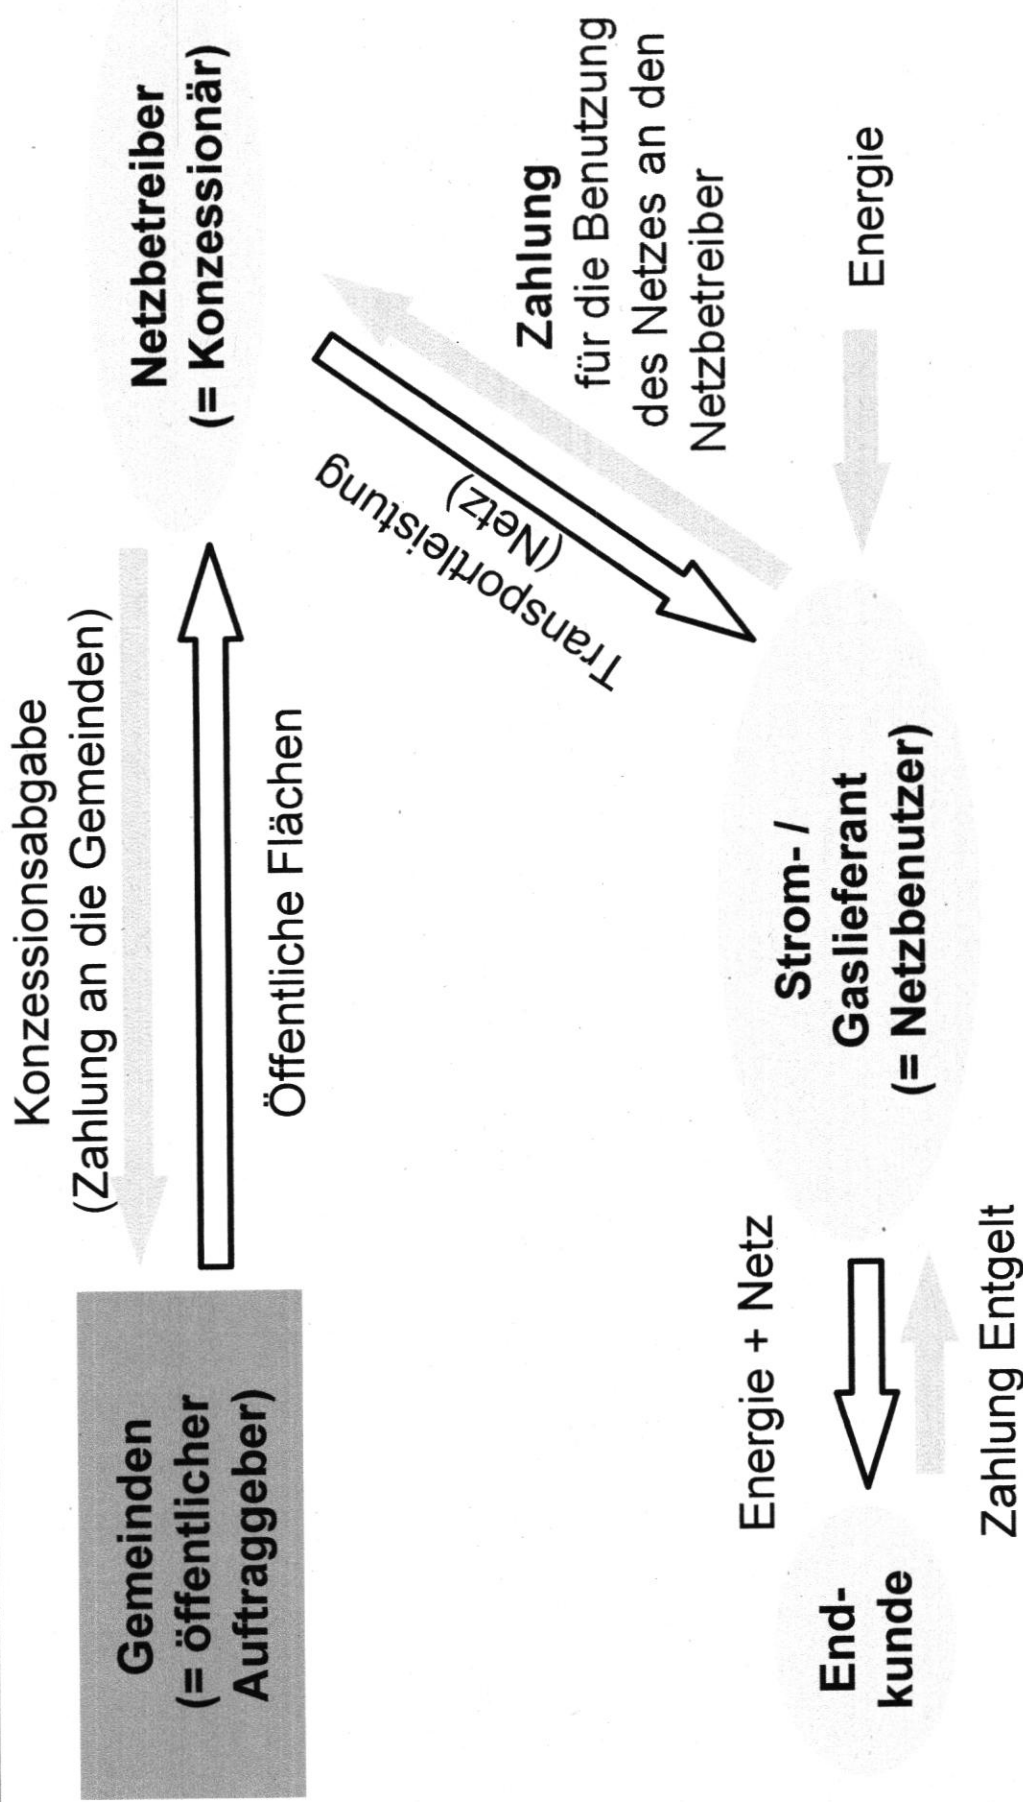 Konzessionsabgabe
(Zahlung an die Gemeinden)
Gemeinden
(= öffentlicher
Auftraggeber)
Netzbetreiber
(= Konzessionär)
Öffentliche Flächen
Transportleistung
(Netz)
Zahlung
für die Benutzung
des Netzes an den
Netzbetreiber
Energie + Netz
End-
kunde
Strom- /
Gaslieferant
(= Netzbenutzer)
Energie
Zahlung Entgelt